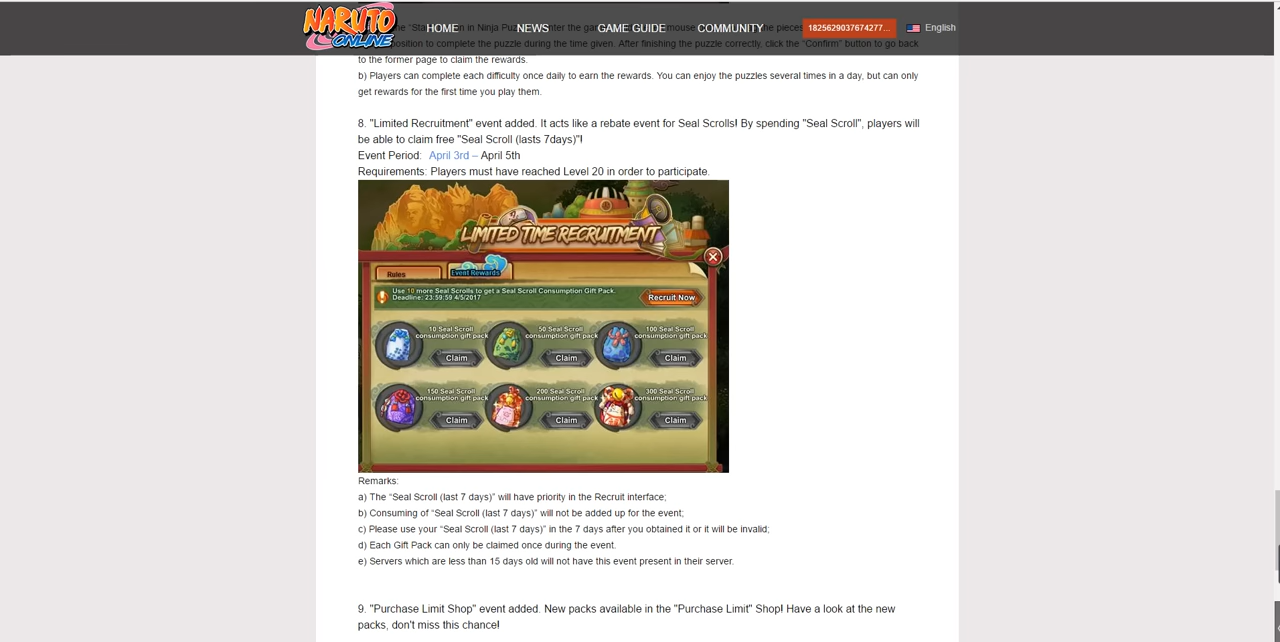 NARUTO
ONLINE
HOME
NEWS
GAME GUIDE
COMMUNITY
1825629037674277...
English
position to complete the puzzle during the time given. After finishing the puzzle correctly, click the "Confirm" button to go back
to the former page to claim the rewards.
b) Players can complete each difficulty once daily to earn the rewards. You can enjoy the puzzles several times in a day, but can only
get rewards for the first time you play them.
8. "Limited Recruitment" event added. It acts like a rebate event for Seal Scrolls! By spending "Seal Scroll", players will
be able to claim free "Seal Scroll (lasts 7days)"!
Event Period: April 3rd – April 5th
Requirements: Players must have reached Level 20 in order to participate.
LIMITED TIME RECRUITMENT
Rules
Event Rewards
Use 10 more Seal Scrolls to get a Seal Scroll Consumption Gift Pack.
Deadline: 23:59:59 4/5/2017
Recruit Now
10 Seal Scroll
consumption gift pack
Claim
50 Seal Scroll
consumption gift pack
Claim
100 Seal Scroll
consumption gift pack
Claim
150 Seal Scroll
consumption gift pack
Claim
200 Seal Scroll
consumption gift pack
Claim
300 Seal Scroll
consumption gift pack
Claim
Remarks:
a) The “Seal Scroll (last 7 days)” will have priority in the Recruit interface;
b) Consuming of “Seal Scroll (last 7 days)” will not be added up for the event;
c) Please use your “Seal Scroll (last 7 days)” in the 7 days after you obtained it or it will be invalid;
d) Each Gift Pack can only be claimed once during the event.
e) Servers which are less than 15 days old will not have this event present in their server.
9. "Purchase Limit Shop" event added. New packs available in the "Purchase Limit" Shop! Have a look at the new
packs, don't miss this chance!